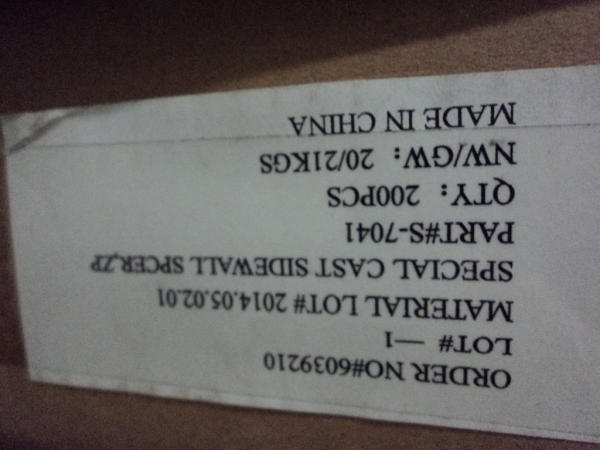 ORDER NO#6039210
LOT# —1
MATERIAL LOT# 2014.05.02.01
SPECIAL CAST SIDEWALL SPCER,ZP
PART#S-7041
QTY: 200PCS
NW/GW: 20/21KGS
MADE IN CHINA